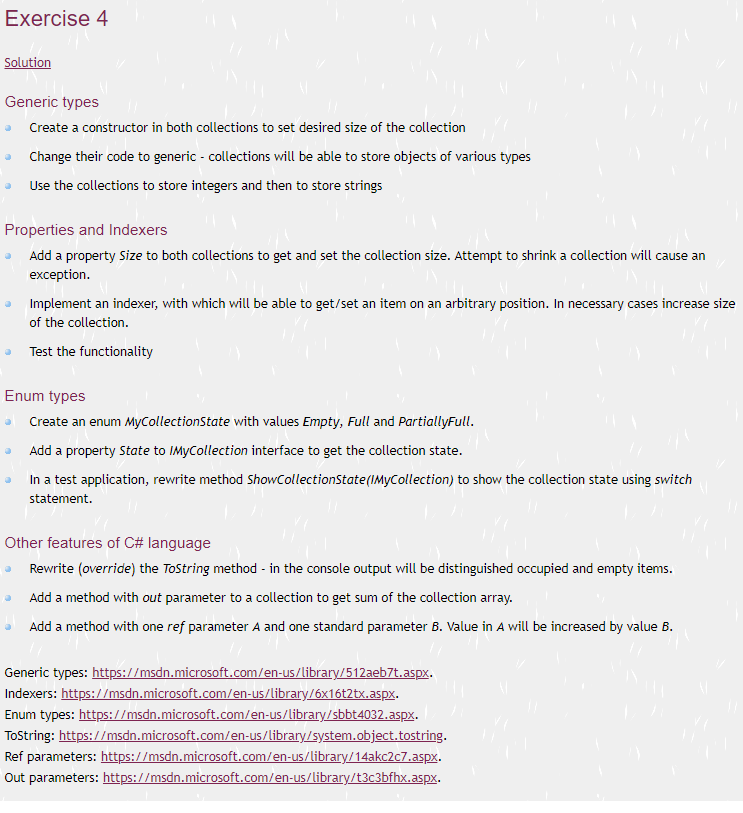 Exercise 4
Solution
Generic types
Create a constructor in both collections to set desired size of the collection
Change their code to generic - collections will be able to store objects of various types
Use the collections to store integers and then to store strings
Properties and Indexers
Add a property Size to both collections to get and set the collection size. Attempt to shrink a collection will cause an
exception.
Implement an indexer, with which will be able to get/set an item on an arbitrary position. In necessary cases increase size
of the collection.
Test the functionality
Enum types
Create an enum MyCollectionState with values Empty, Full and PartiallyFull.
Add a property State to IMyCollection interface to get the collection state.
In a test application, rewrite method ShowCollectionState(IMyCollection) to show the collection state using switch
statement.
Other features of C# language
Rewrite (override) the ToString method - in the console output will be distinguished occupied and empty items.
Add a method with out parameter to a collection to get sum of the collection array.
Add a method with one ref parameter A and one standard parameter B. Value in A will be increased by value B.
Generic types: https://msdn.microsoft.com/en-us/library/512aeb7t.aspx.
Indexers: https://msdn.microsoft.com/en-us/library/6x16t2tx.aspx.
Enum types: https://msdn.microsoft.com/en-us/library/sbbt4032.aspx.
ToString: https://msdn.microsoft.com/en-us/library/system.object.tostring.
Ref parameters: https://msdn.microsoft.com/en-us/library/14akc2c7.aspx.
Out parameters: https://msdn.microsoft.com/en-us/library/t3c3bfhx.aspx.